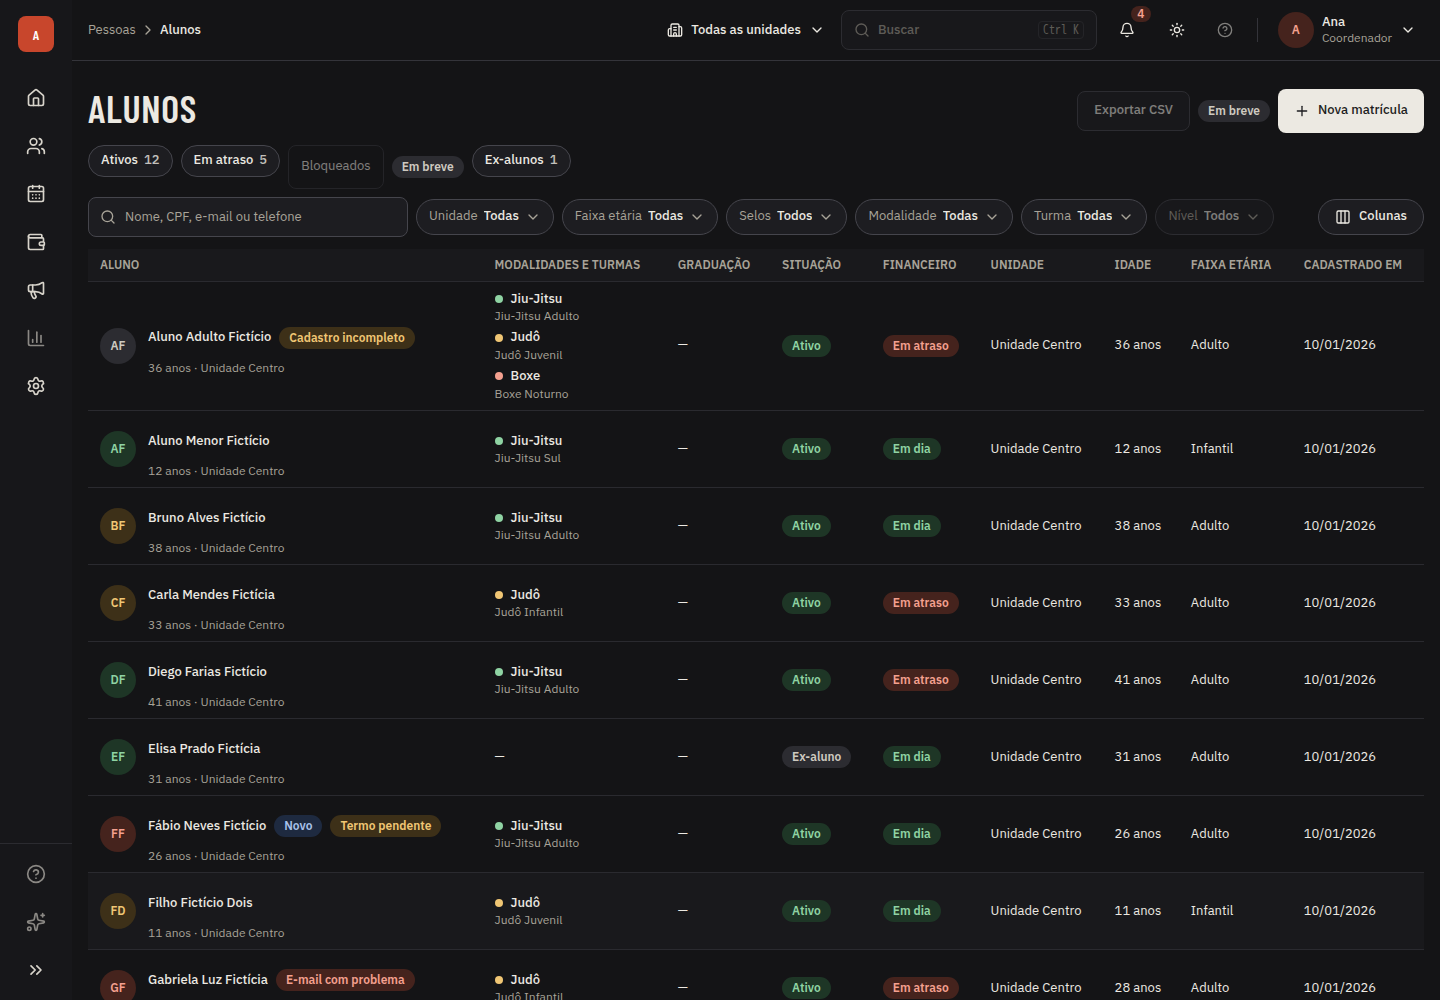 A
Pessoas > Alunos
Todas as unidades
Buscar
Ctrl K
4
A
Ana
Coordenador
ALUNOS
Exportar CSV
Em breve
+ Nova matrícula
Ativos 12
Em atraso 5
Bloqueados
Em breve
Ex-alunos 1
Nome, CPF, e-mail ou telefone
Unidade Todas
Faixa etária Todas
Selos Todos
Modalidade Todas
Turma Todas
Nível Todos
Colunas
ALUNO MODALIDADES E TURMAS GRADUAÇÃO SITUAÇÃO FINANCEIRO UNIDADE IDADE FAIXA ETÁRIA CADASTRADO EM
AF
Aluno Adulto Fictício Cadastro incompleto
36 anos · Unidade Centro
Jiu-Jitsu
Jiu-Jitsu Adulto
Judô
Judô Juvenil
Boxe
Boxe Noturno
— Ativo Em atraso Unidade Centro 36 anos Adulto 10/01/2026
AF
Aluno Menor Fictício
12 anos · Unidade Centro
Jiu-Jitsu
Jiu-Jitsu Sul
— Ativo Em dia Unidade Centro 12 anos Infantil 10/01/2026
BF
Bruno Alves Fictício
38 anos · Unidade Centro
Jiu-Jitsu
Jiu-Jitsu Adulto
— Ativo Em dia Unidade Centro 38 anos Adulto 10/01/2026
CF
Carla Mendes Fictícia
33 anos · Unidade Centro
Judô
Judô Infantil
— Ativo Em atraso Unidade Centro 33 anos Adulto 10/01/2026
DF
Diego Farias Fictício
41 anos · Unidade Centro
Jiu-Jitsu
Jiu-Jitsu Adulto
— Ativo Em atraso Unidade Centro 41 anos Adulto 10/01/2026
EF
Elisa Prado Fictícia
31 anos · Unidade Centro
— — Ex-aluno Em dia Unidade Centro 31 anos Adulto 10/01/2026
FF
Fábio Neves Fictício Novo Termo pendente
26 anos · Unidade Centro
Jiu-Jitsu
Jiu-Jitsu Adulto
— Ativo Em dia Unidade Centro 26 anos Adulto 10/01/2026
FD
Filho Fictício Dois
11 anos · Unidade Centro
Judô
Judô Juvenil
— Ativo Em dia Unidade Centro 11 anos Infantil 10/01/2026
GF
Gabriela Luz Fictícia E-mail com problema
Judô
Judô Infantil
— Ativo Em atraso Unidade Centro 28 anos Adulto 10/01/2026